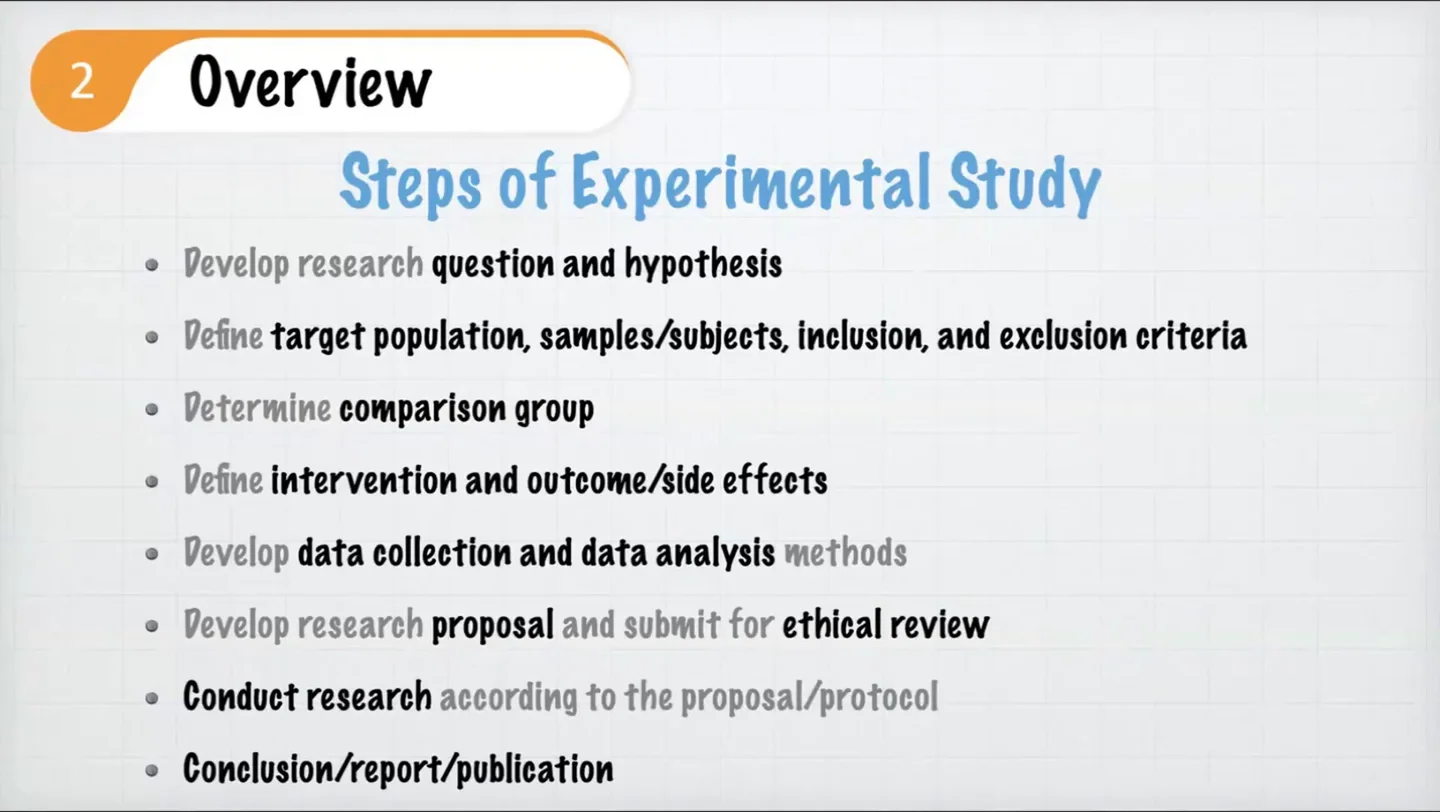 2
Overview
Steps of Experimental Study
• Develop research question and hypothesis
• Define target population, samples/subjects, inclusion, and exclusion criteria
• Determine comparison group
• Define intervention and outcome/side effects
• Develop data collection and data analysis methods
• Develop research proposal and submit for ethical review
• Conduct research according to the proposal/protocol
• Conclusion/report/publication